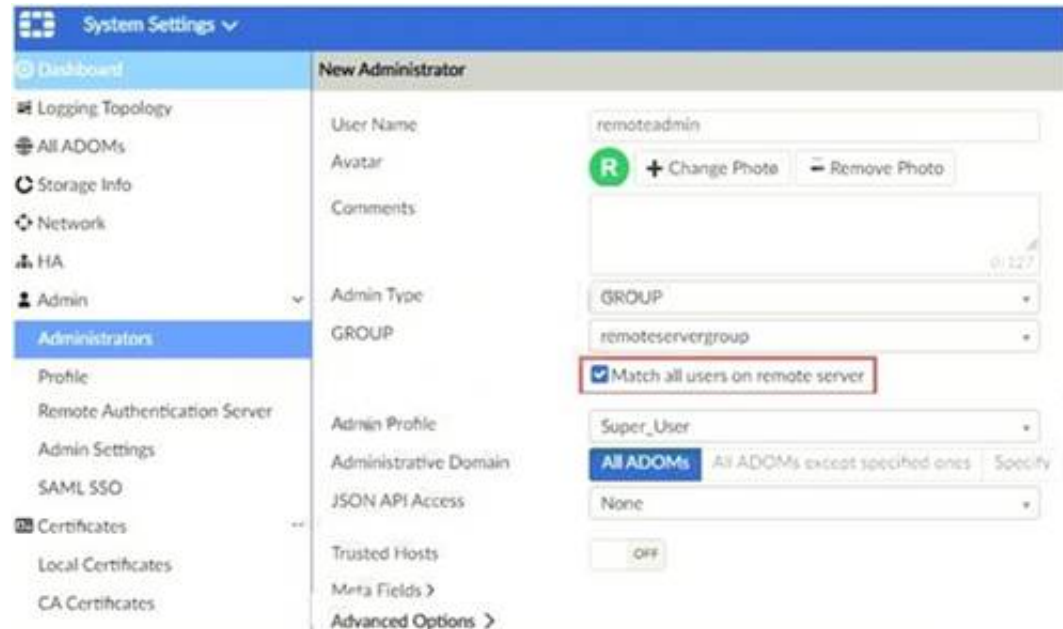 System Settings
Dashboard
Logging Topology
All ADOMs
Storage Info
Network
HA
Admin
Administrators
Profile
Remote Authentication Server
Admin Settings
SAML SSO
Certificates
Local Certificates
CA Certificates
New Administrator
User Name remoteadmin
Avatar R + Change Photo - Remove Photo
Comments
0/127
Admin Type GROUP
GROUP remoteservergroup
Match all users on remote server
Admin Profile Super_User
Administrative Domain All ADOMs All ADOMs except specified ones Specify
JSON API Access None
Trusted Hosts OFF
Meta Fields >
Advanced Options >